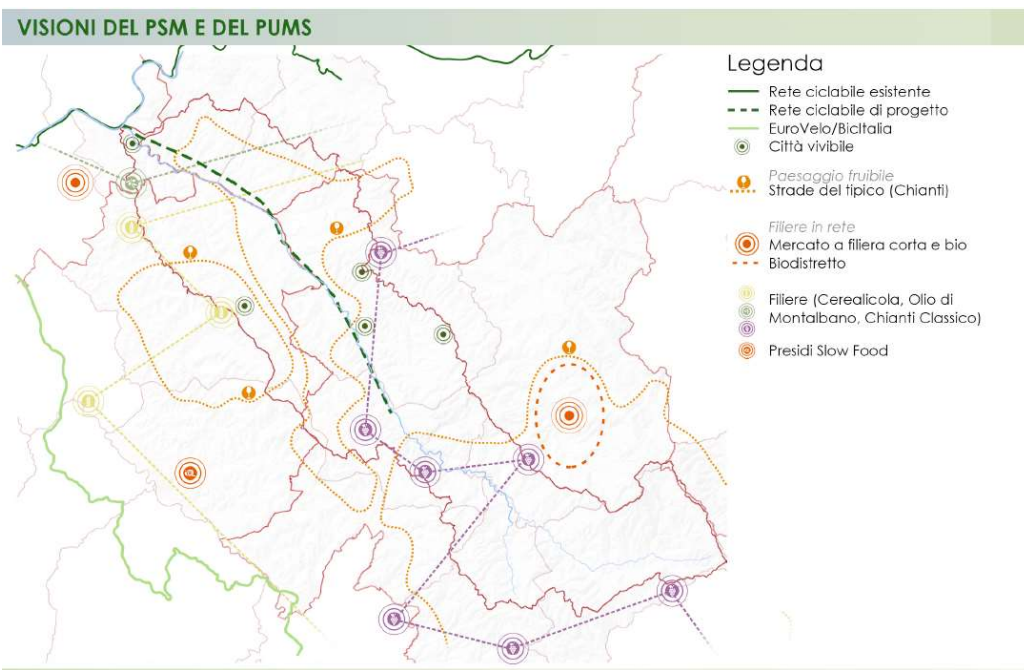 VISIONI DEL PSM E DEL PUMS
Legenda
Rete ciclabile esistente
Rete ciclabile di progetto
EuroVelo/BicItalia
Città vivibile
Paesaggio fruibile
Strade del tipico (Chianti)
Filiere in rete
Mercato a filiera corta e bio
Biodistretto
Filiere (Cerealicola, Olio di
Montalbano, Chianti Classico)
Presidi Slow Food